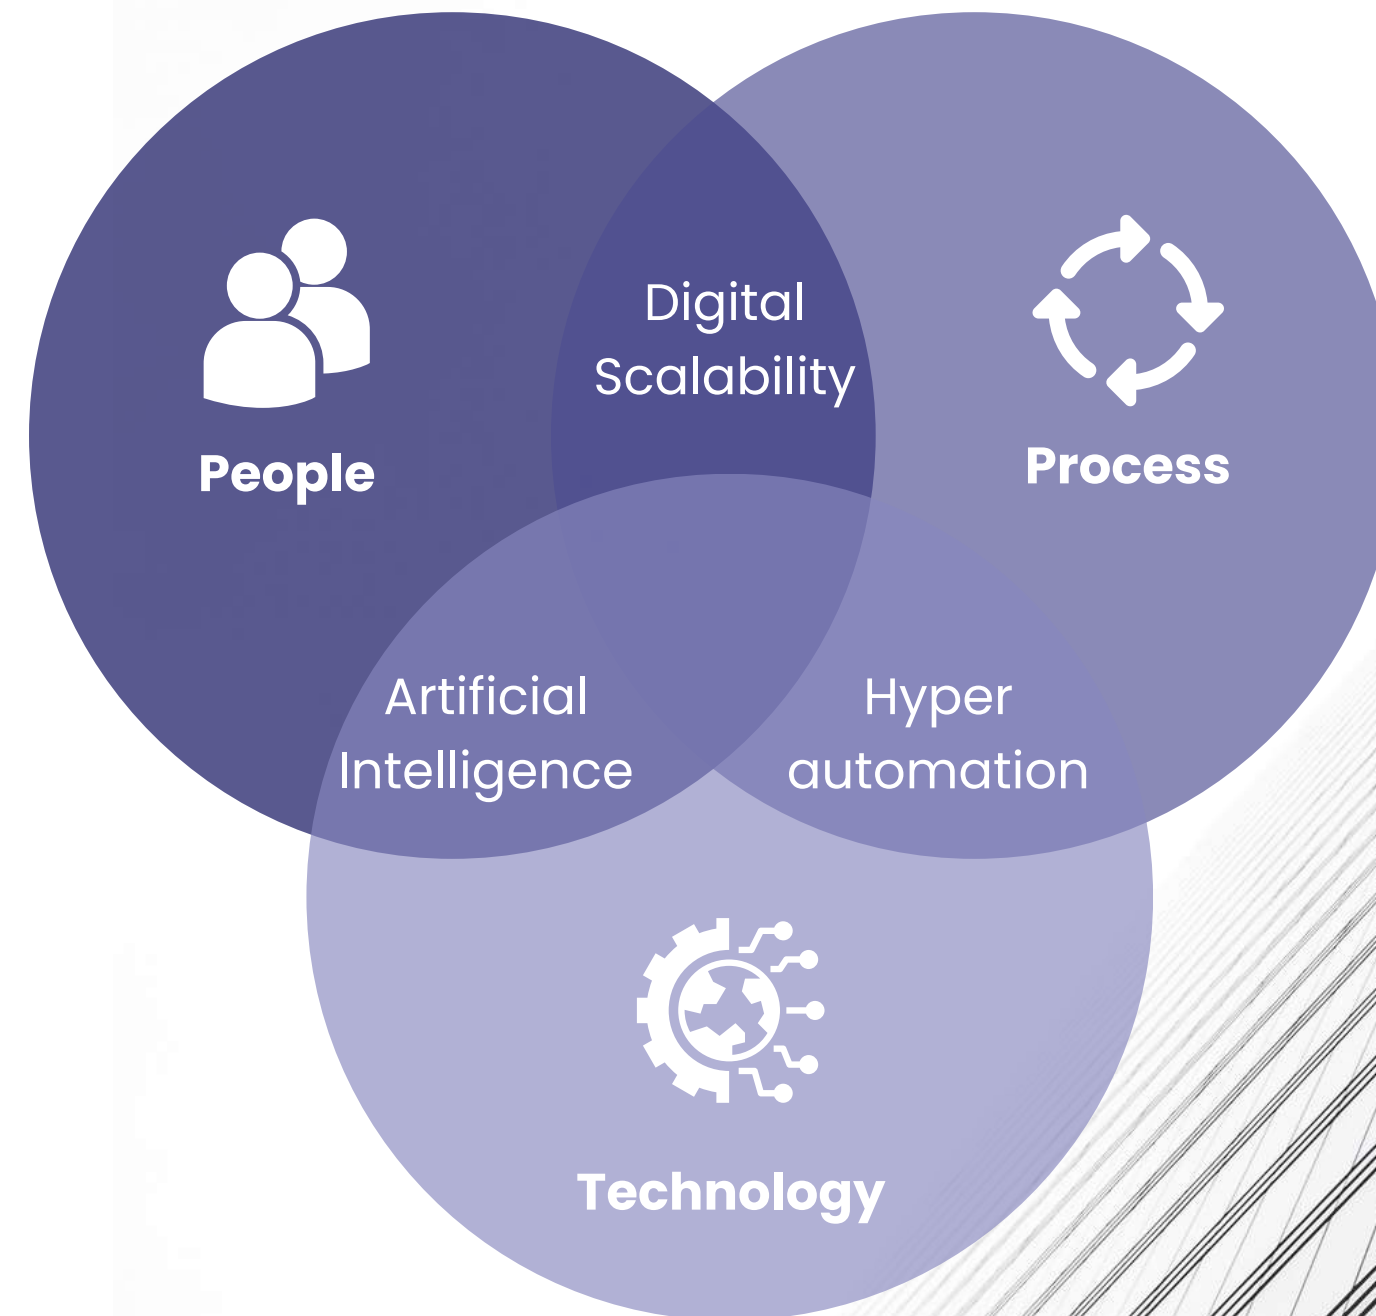 Digital
Scalability
People
Process
Artificial
Intelligence
Hyper
automation
Technology